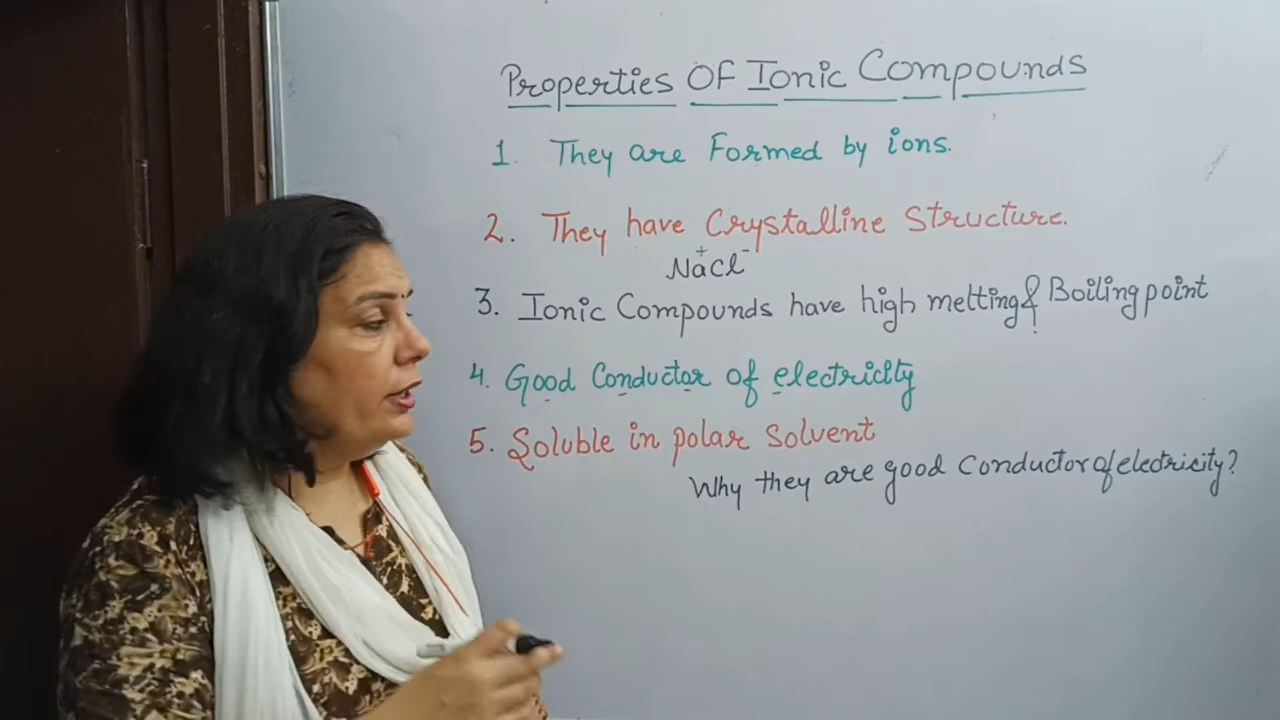 Properties OF Ionic Compounds
1. They are Formed by ions.
2. They have Crystalline Structure.
Na⁺Cl⁻
3. Ionic Compounds have high melting & Boiling point
4. Good Conductor of electricity
5. Soluble in polar Solvent
Why they are good Conductor of electricity?